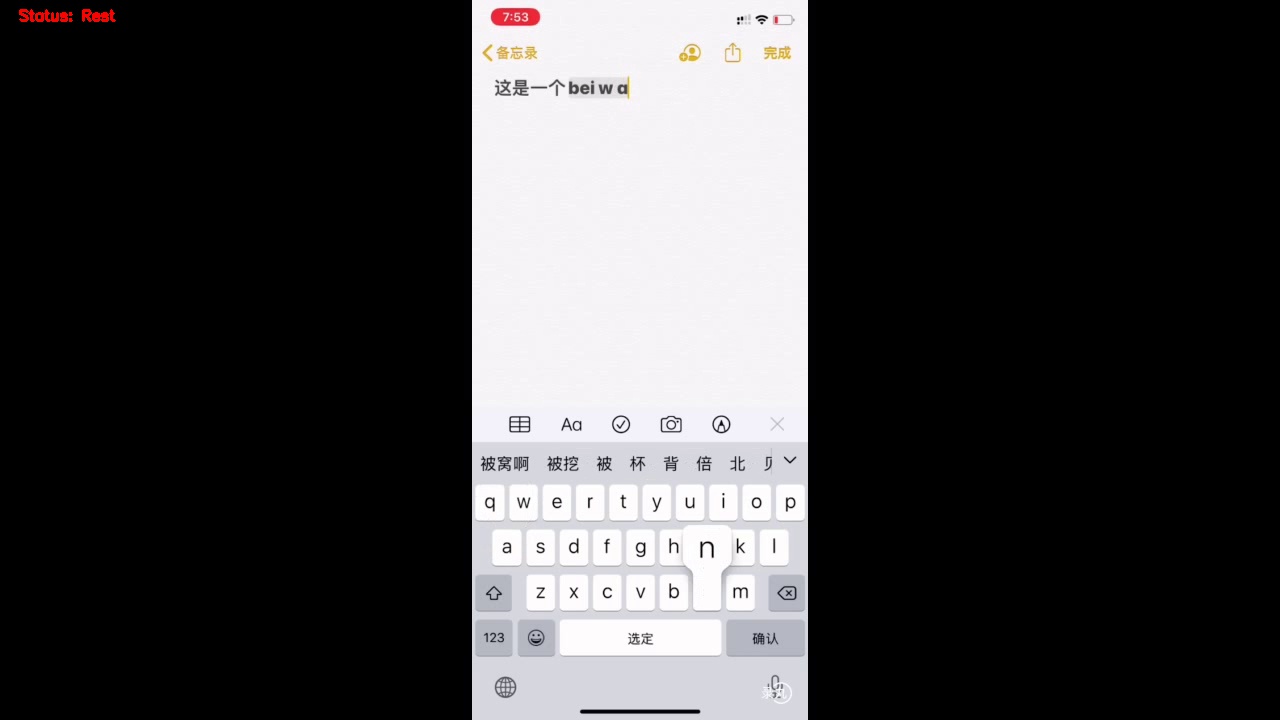 Status: Rest
7:53
备忘录
完成
这是一个bei w a
Aa
被窝啊 被挖 被 杯 背 倍 北
q w e r t y u i o p
a s d f g h n k l
z x c v b m
123 选定 确认